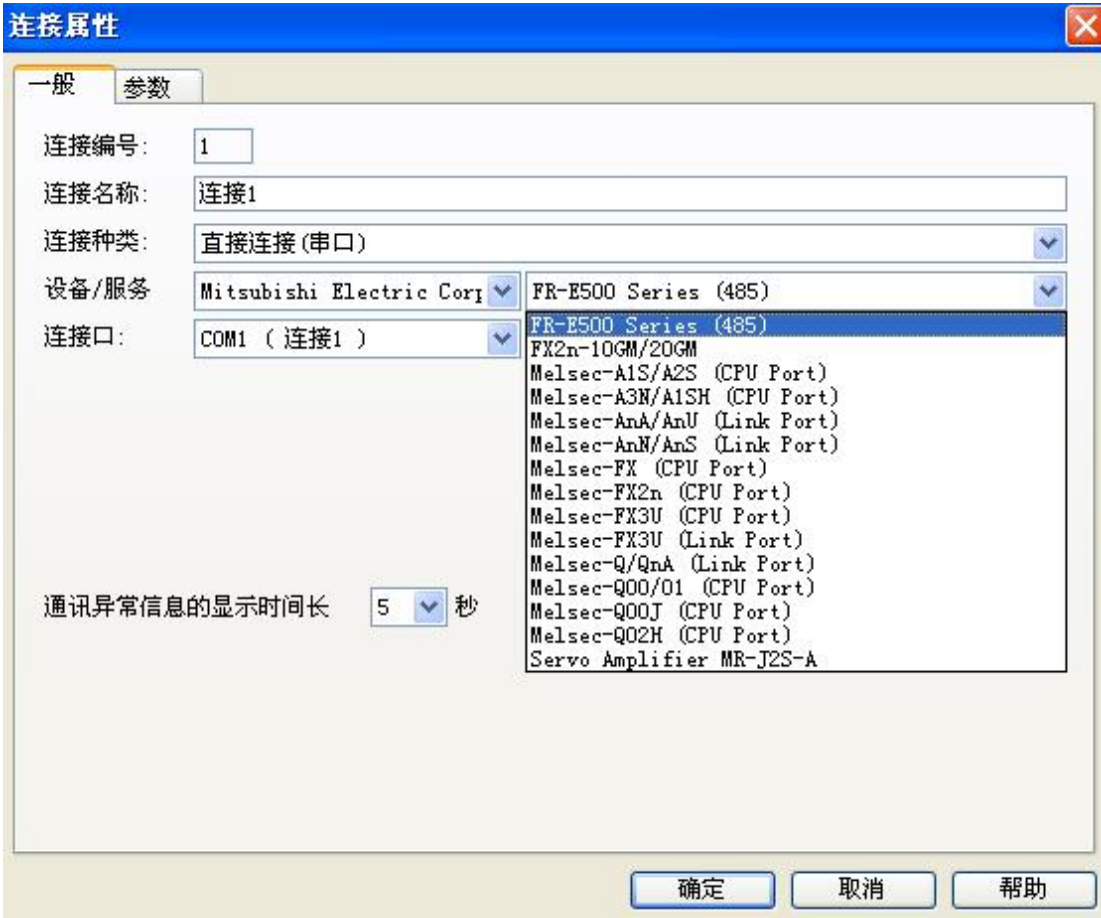 连接属性
一般 参数
连接编号: 1
连接名称: 连接1
连接种类: 直接连接(串口)
设备/服务 Mitsubishi Electric Corp FR-E500 Series (485)
连接口: COM1 ( 连接1 )
FR-E500 Series (485)
FX2n-10GM/20GM
Melsec-A1S/A2S (CPU Port)
Melsec-A3N/A1SH (CPU Port)
Melsec-AnA/AnU (Link Port)
Melsec-AnN/AnS (Link Port)
Melsec-FX (CPU Port)
Melsec-FX2n (CPU Port)
Melsec-FX3U (CPU Port)
Melsec-FX3U (Link Port)
Melsec-Q/QnA (Link Port)
Melsec-Q00/01 (CPU Port)
Melsec-Q00J (CPU Port)
Melsec-Q02H (CPU Port)
Servo Amplifier MR-J2S-A
通讯异常信息的显示时间长 5 秒
确定 取消 帮助